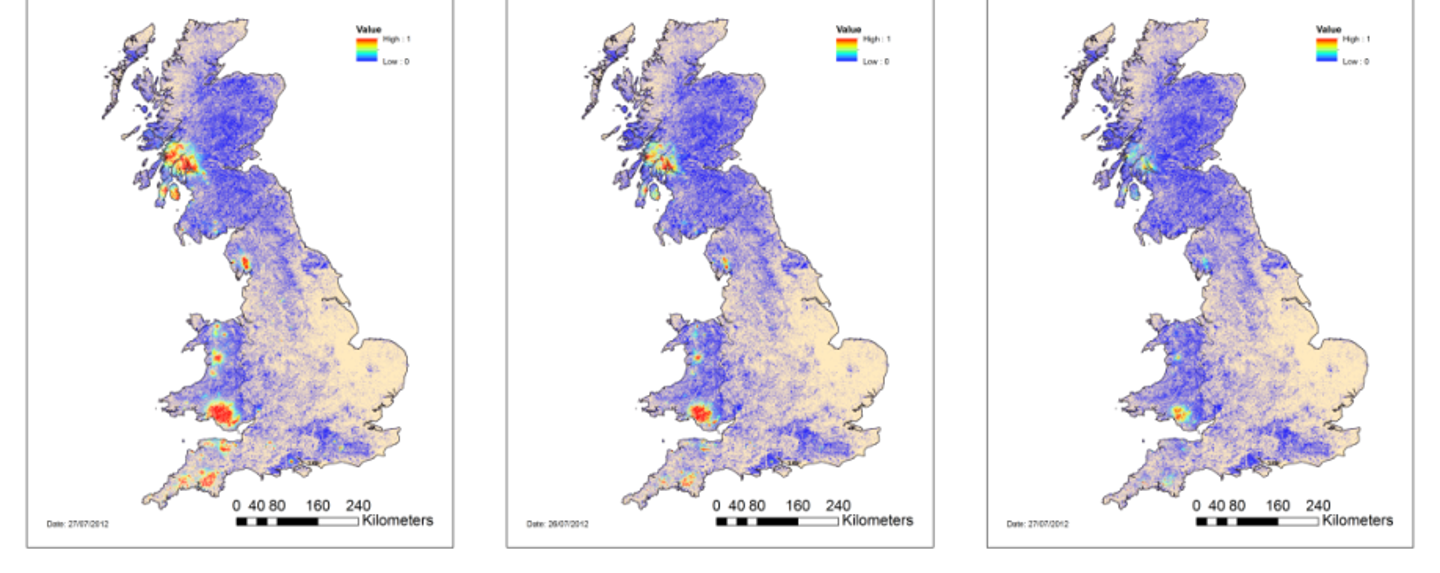 Value
High : 1
Low : 0
0 40 80 160 240
Kilometers
Date: 27/07/2012
Value
High : 1
Low : 0
0 40 80 160 240
Kilometers
Date: 26/07/2012
Value
High : 1
Low : 0
0 40 80 160 240
Kilometers
Date: 27/07/2012